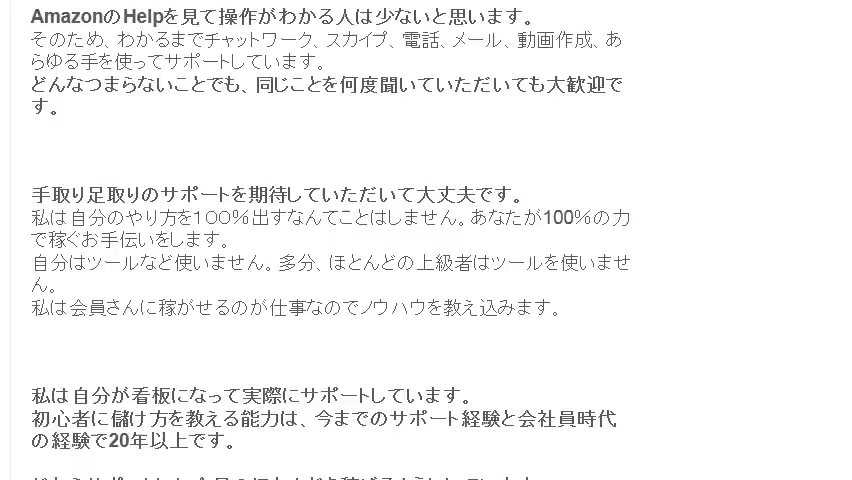 AmazonのHelpを見て操作がわかる人は少ないと思います。
そのため、わかるまでチャットワーク、スカイプ、電話、メール、動画作成、あ
らゆる手を使ってサポートしています。
どんなつまらないことでも、同じことを何度聞いていただいても大歓迎で
す。
手取り足取りのサポートを期待していただいて大丈夫です。
私は自分のやり方を１００％出すなんてことはしません。あなたが100％の力
で稼ぐお手伝いをします。
自分はツールなど使いません。多分、ほとんどの上級者はツールを使いませ
ん。
私は会員さんに稼がせるのが仕事なのでノウハウを教え込みます。
私は自分が看板になって実際にサポートしています。
初心者に儲け方を教える能力は、今までのサポート経験と会社員時代
の経験で20年以上です。